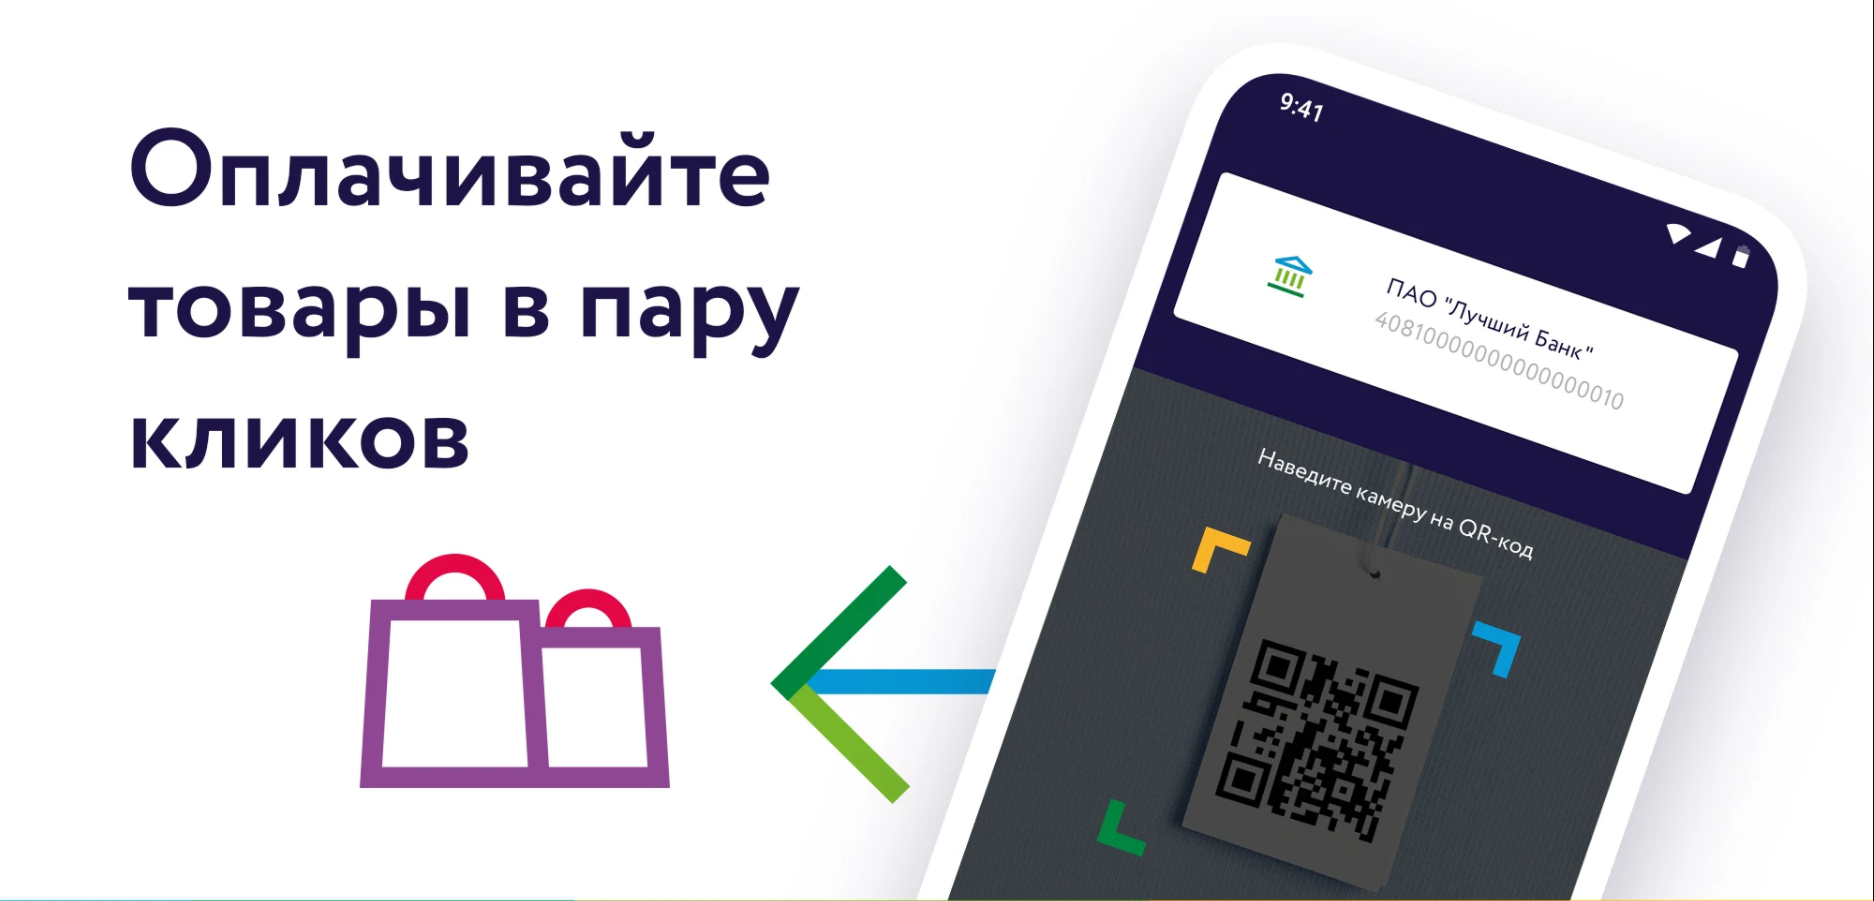 Оплачивайте
товары в пару
кликов
9:41
ПАО "Лучший Банк"
40810000000000000010
Наведите камеру на QR-код